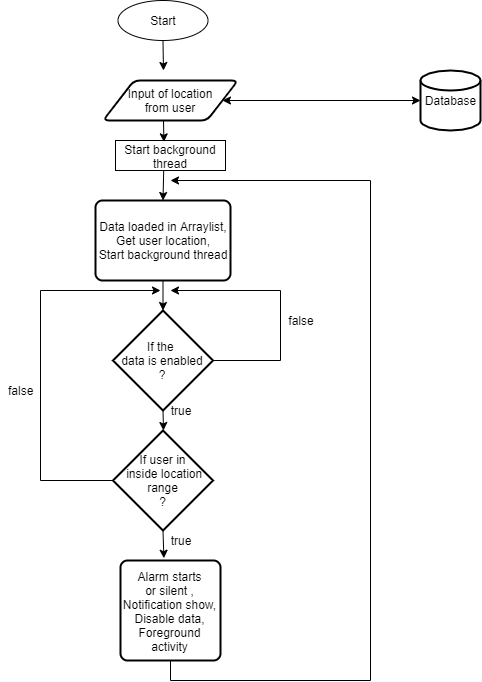 Start
Input of location
from user
Database
Start background
thread
Data loaded in Arraylist,
Get user location,
Start background thread
false
If the
data is enabled
?
false
true
If user in
inside location
range
?
true
Alarm starts
or silent ,
Notification show,
Disable data,
Foreground
activity